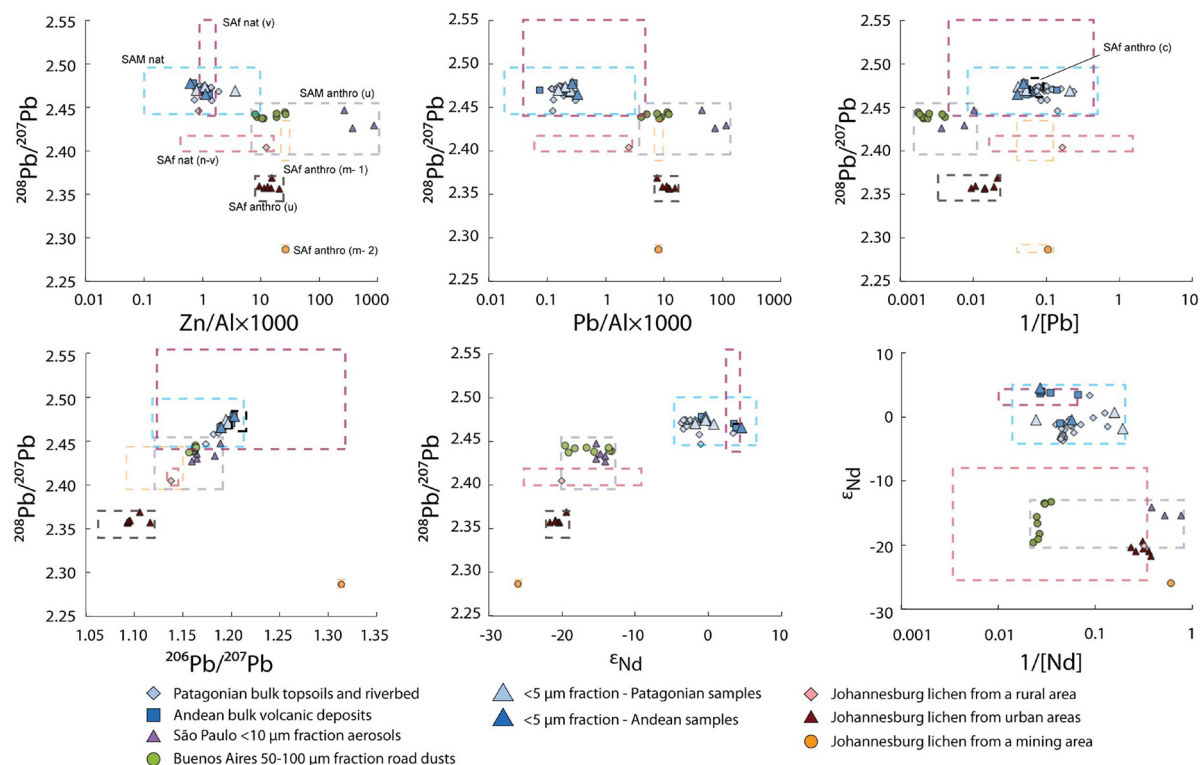 2.55
2.50
2.45
2.40
2.35
2.30
2.25
208Pb/207Pb
SAf nat (v)
SAM nat
SAM anthro (u)
SAf nat (n-v)
SAf anthro (m- 1)
SAf anthro (u)
SAf anthro (m- 2)
0.01 0.1 1 10 100 1000
Zn/Al×1000
2.55
2.50
2.45
2.40
2.35
2.30
2.25
208Pb/207Pb
0.01 0.1 1 10 100 1000
Pb/Al×1000
2.55
2.50
2.45
2.40
2.35
2.30
2.25
208Pb/207Pb
SAf anthro (c)
0.001 0.01 0.1 1 10
1/[Pb]
2.55
2.50
2.45
2.40
2.35
2.30
2.25
208Pb/207Pb
1.05 1.10 1.15 1.20 1.25 1.30 1.35
206Pb/207Pb
2.55
2.50
2.45
2.40
2.35
2.30
2.25
208Pb/207Pb
-30 -20 -10 0 10
εNd
10
0
-10
-20
-30
εNd
0.001 0.01 0.1 1
1/[Nd]
Patagonian bulk topsoils and riverbed
Andean bulk volcanic deposits
São Paulo <10 µm fraction aerosols
Buenos Aires 50-100 µm fraction road dusts
<5 µm fraction - Patagonian samples
<5 µm fraction - Andean samples
Johannesburg lichen from a rural area
Johannesburg lichen from urban areas
Johannesburg lichen from a mining area